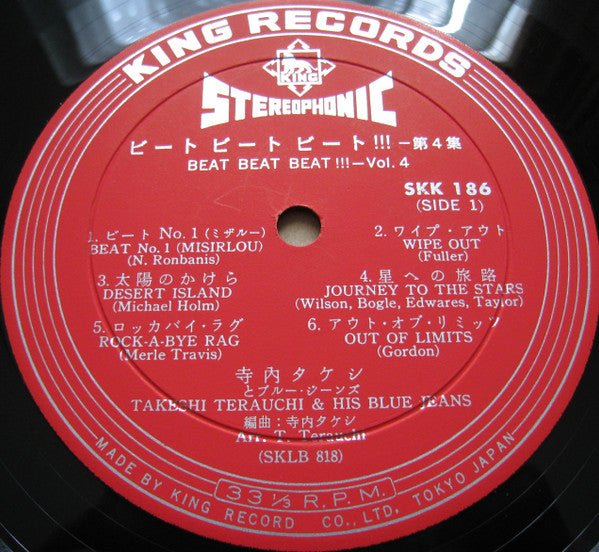 KING RECORDS
KING
STEREOPHONIC
ビート ビート ビート!!! —第4集
BEAT BEAT BEAT!!!—Vol. 4
SKK 186
(SIDE 1)
1. ビート No. 1 (ミザルー)
BEAT No. 1 (MISIRLOU)
(N. Ronbanis)
2. ワイプ・アウト
WIPE OUT
(Fuller)
3. 太陽のかけら
DESERT ISLAND
(Michael Holm)
4. 星への旅路
JOURNEY TO THE STARS
(Wilson, Bogle, Edwares, Taylor)
5. ロッカバイ・ラグ
ROCK-A-BYE RAG
(Merle Travis)
6. アウト・オブ・リミッツ
OUT OF LIMITS
(Gordon)
寺内タケシ
とブルー・ジーンズ
TAKECHI TERAUCHI & HIS BLUE JEANS
編曲:寺内タケシ
Arr. T. Terauchi
(SKLB 818)
33 1/3 R.P.M.
MADE BY KING RECORD CO., LTD, TOKYO JAPAN